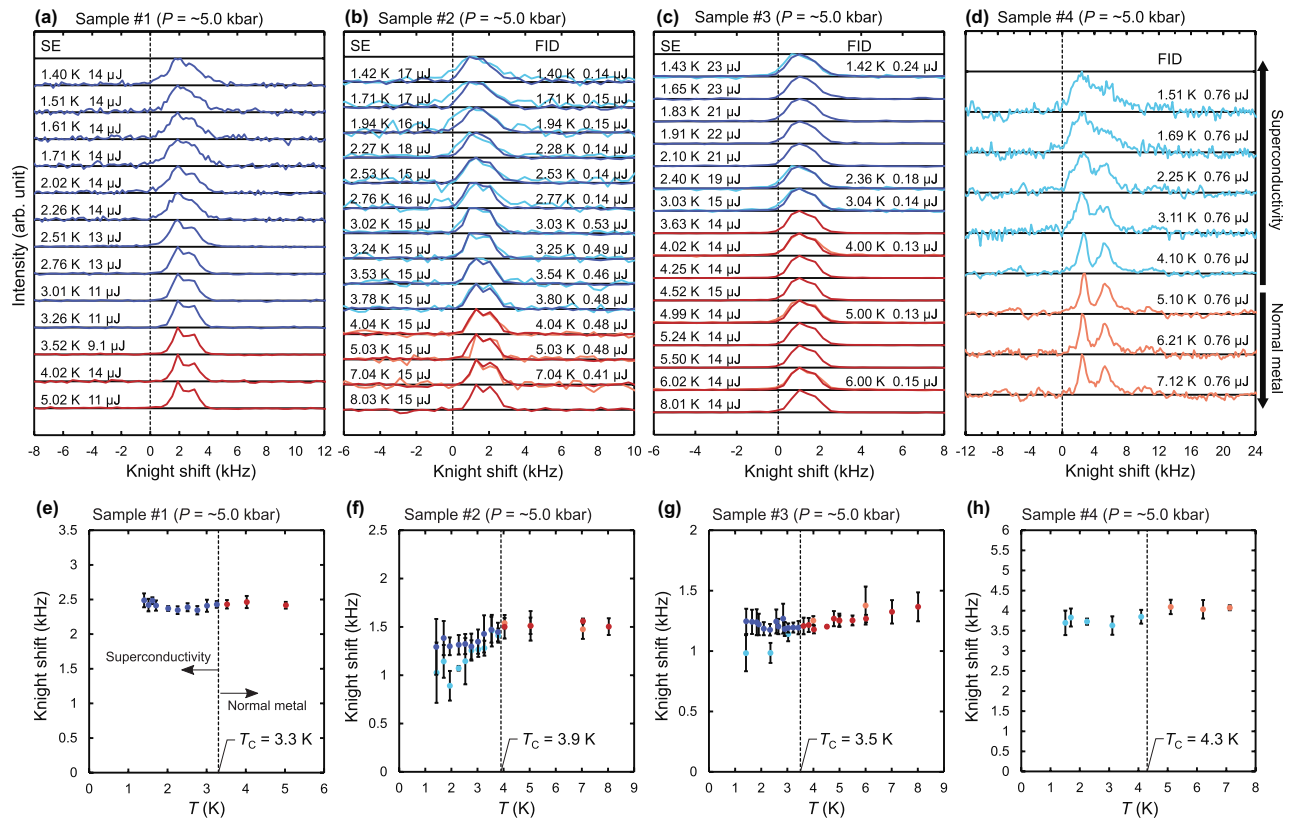 (a) Sample #1 (P = ~5.0 kbar)
SE
1.40 K 14 µJ
1.51 K 14 µJ
1.61 K 14 µJ
1.71 K 14 µJ
2.02 K 14 µJ
2.26 K 14 µJ
2.51 K 13 µJ
2.76 K 13 µJ
3.01 K 11 µJ
3.26 K 11 µJ
3.52 K 9.1 µJ
4.02 K 14 µJ
5.02 K 11 µJ
Intensity (arb. unit)
-8 -6 -4 -2 0 2 4 6 8 10 12
Knight shift (kHz)
(b) Sample #2 (P = ~5.0 kbar)
SE FID
1.42 K 17 µJ 1.40 K 0.14 µJ
1.71 K 17 µJ 1.71 K 0.15 µJ
1.94 K 16 µJ 1.94 K 0.15 µJ
2.27 K 18 µJ 2.28 K 0.14 µJ
2.53 K 15 µJ 2.53 K 0.14 µJ
2.76 K 16 µJ 2.77 K 0.14 µJ
3.02 K 15 µJ 3.03 K 0.53 µJ
3.24 K 15 µJ 3.25 K 0.49 µJ
3.53 K 15 µJ 3.54 K 0.46 µJ
3.78 K 15 µJ 3.80 K 0.48 µJ
4.04 K 15 µJ 4.04 K 0.48 µJ
5.03 K 15 µJ 5.03 K 0.48 µJ
7.04 K 15 µJ 7.04 K 0.41 µJ
8.03 K 15 µJ
-6 -4 -2 0 2 4 6 8 10
Knight shift (kHz)
(c) Sample #3 (P = ~5.0 kbar)
SE FID
1.43 K 23 µJ 1.42 K 0.24 µJ
1.65 K 23 µJ
1.83 K 21 µJ
1.91 K 22 µJ
2.10 K 21 µJ
2.40 K 19 µJ 2.36 K 0.18 µJ
3.03 K 15 µJ 3.04 K 0.14 µJ
3.63 K 14 µJ
4.02 K 14 µJ 4.00 K 0.13 µJ
4.25 K 14 µJ
4.52 K 15 µJ
4.99 K 14 µJ 5.00 K 0.13 µJ
5.24 K 14 µJ
5.50 K 14 µJ
6.02 K 14 µJ 6.00 K 0.15 µJ
8.01 K 14 µJ
-6 -4 -2 0 2 4 6 8
Knight shift (kHz)
(d) Sample #4 (P = ~5.0 kbar)
FID
1.51 K 0.76 µJ
1.69 K 0.76 µJ
2.25 K 0.76 µJ
3.11 K 0.76 µJ
4.10 K 0.76 µJ
5.10 K 0.76 µJ
6.21 K 0.76 µJ
7.12 K 0.76 µJ
Superconductivity
Normal metal
-12 -8 -4 0 4 8 12 16 20 24
Knight shift (kHz)
(e) Sample #1 (P = ~5.0 kbar)
3.5
3
2.5
2
1.5
1
0.5
0
Knight shift (kHz)
Superconductivity
Normal metal
TC = 3.3 K
0 1 2 3 4 5 6
T (K)
(f) Sample #2 (P = ~5.0 kbar)
2.5
2
1.5
1
0.5
0
Knight shift (kHz)
TC = 3.9 K
0 1 2 3 4 5 6 7 8 9
T (K)
(g) Sample #3 (P = ~5.0 kbar)
2
1
0
Knight shift (kHz)
TC = 3.5 K
0 1 2 3 4 5 6 7 8 9
T (K)
(h) Sample #4 (P = ~5.0 kbar)
6
5.5
5
4.5
4
3.5
3
2.5
2
1.5
1
0.5
0
Knight shift (kHz)
TC = 4.3 K
0 1 2 3 4 5 6 7 8
T (K)